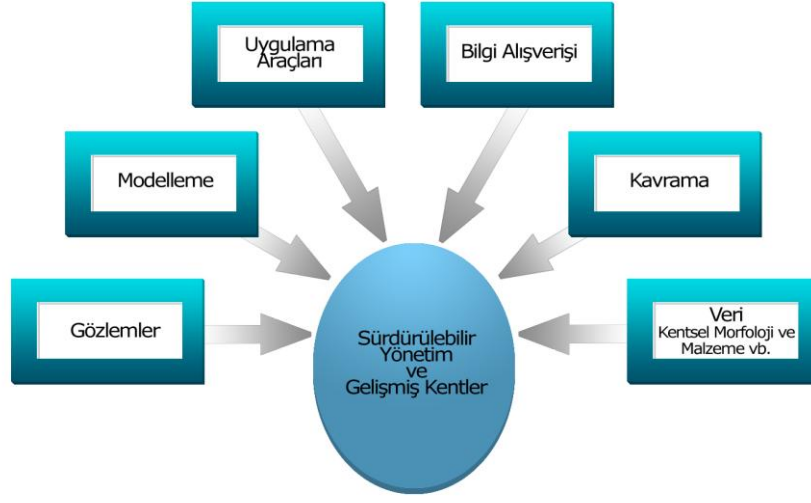 Uygulama
Araçları
Bilgi Alışverişi
Modelleme
Kavrama
Gözlemler
Veri
Kentsel Morfoloji ve
Malzeme vb.
Sürdürülebilir
Yönetim
ve
Gelişmiş Kentler